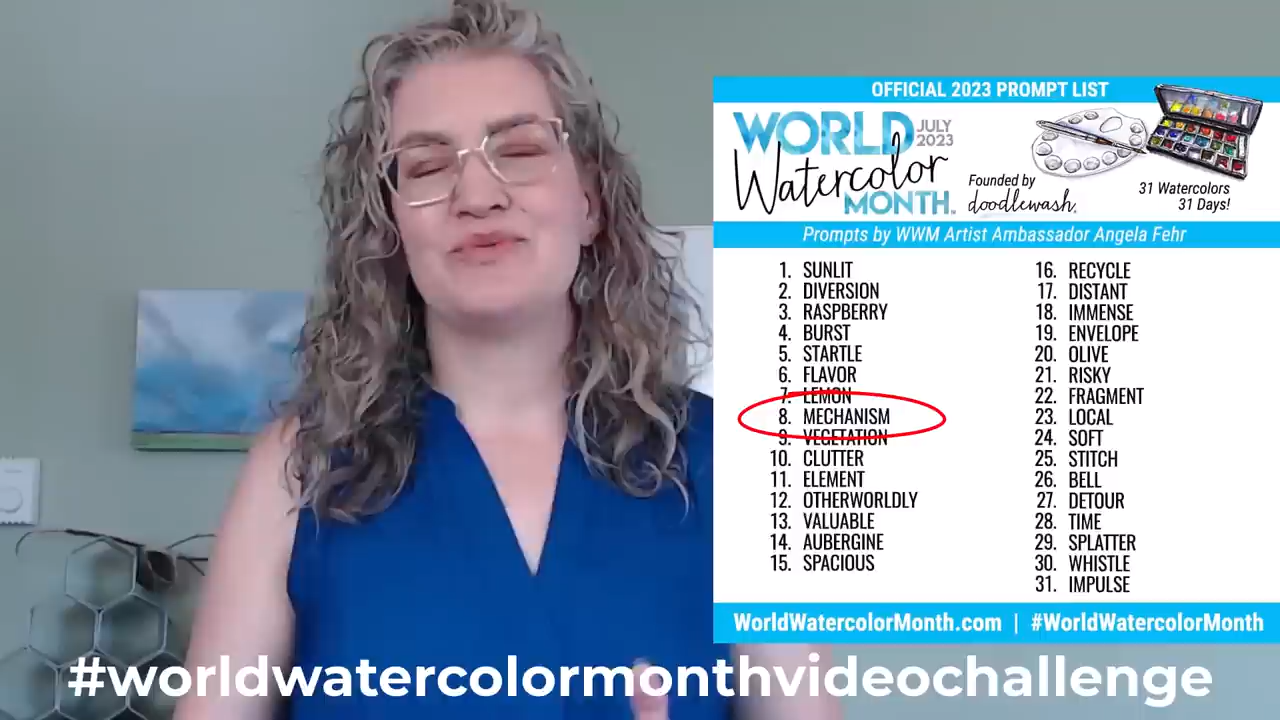 OFFICIAL 2023 PROMPT LIST
WORLD JULY 2023
Watercolor
MONTH™
Founded by
doodlewash®
31 Watercolors
31 Days!
Prompts by WWM Artist Ambassador Angela Fehr
1. SUNLIT
2. DIVERSION
3. RASPBERRY
4. BURST
5. STARTLE
6. FLAVOR
7. LEMON
8. MECHANISM
9. VEGETATION
10. CLUTTER
11. ELEMENT
12. OTHERWORLDLY
13. VALUABLE
14. AUBERGINE
15. SPACIOUS
16. RECYCLE
17. DISTANT
18. IMMENSE
19. ENVELOPE
20. OLIVE
21. RISKY
22. FRAGMENT
23. LOCAL
24. SOFT
25. STITCH
26. BELL
27. DETOUR
28. TIME
29. SPLATTER
30. WHISTLE
31. IMPULSE
WorldWatercolorMonth.com | #WorldWatercolorMonth
#worldwatercolormonthvideochallenge